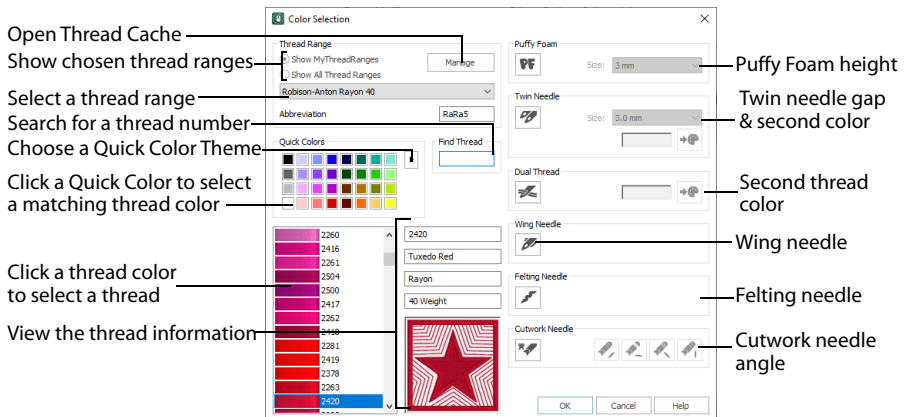 Color Selection
Open Thread Cache
Show chosen thread ranges
Select a thread range
Search for a thread number
Choose a Quick Color Theme
Click a Quick Color to select
a matching thread color
Click a thread color
to select a thread
View the thread information
Thread Range
Show MyThreadRanges
Show All Thread Ranges
Manage
Robison-Anton Rayon 40
Abbreviation
RaRa5
Quick Colors
Find Thread
2260
2416
2261
2504
2500
2417
2262
2418
2281
2419
2378
2263
2420
2420
Tuxedo Red
Rayon
40 Weight
Puffy Foam
PF
Size:
3 mm
Twin Needle
Size:
3.0 mm
Dual Thread
Wing Needle
Felting Needle
Cutwork Needle
OK
Cancel
Help
Puffy Foam height
Twin needle gap
& second color
Second thread
color
Wing needle
Felting needle
Cutwork needle
angle